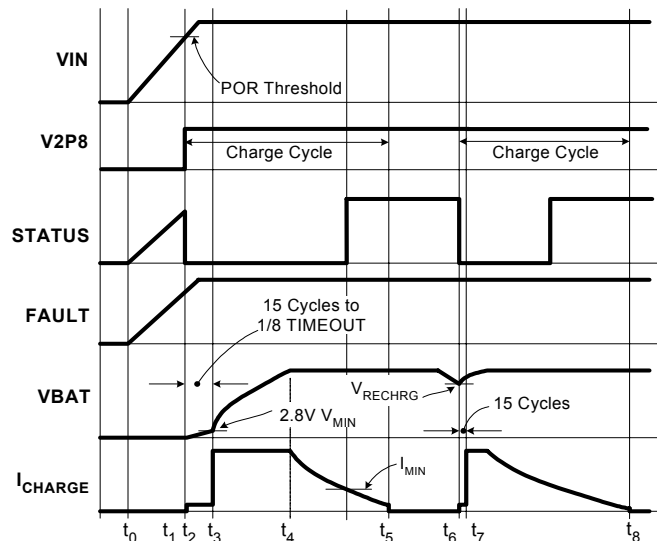 VIN
POR Threshold
V2P8
Charge Cycle
Charge Cycle
STATUS
FAULT
15 Cycles to
1/8 TIMEOUT
VBAT
VRECHRG
2.8V VMIN
15 Cycles
ICHARGE
IMIN
t0 t1 t2 t3 t4 t5 t6 t7 t8